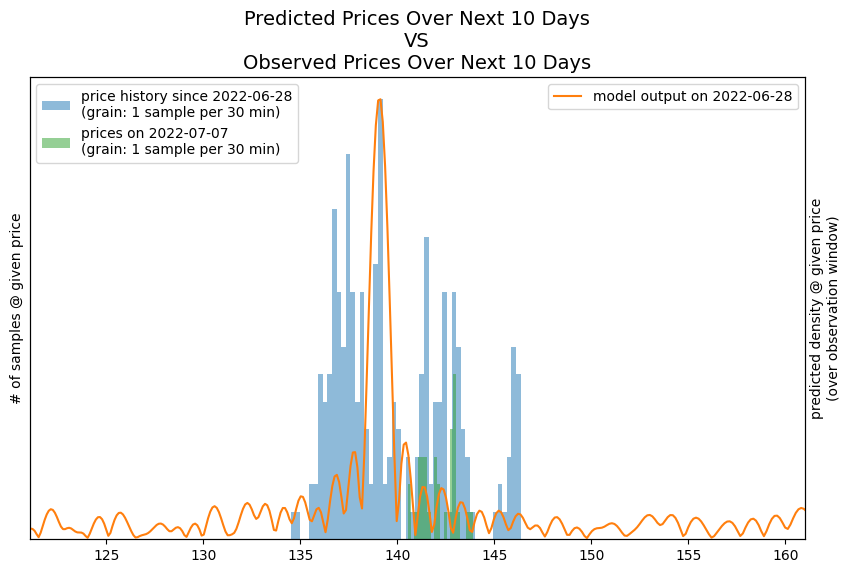 Predicted Prices Over Next 10 Days
VS
Observed Prices Over Next 10 Days
price history since 2022-06-28
(grain: 1 sample per 30 min)
prices on 2022-07-07
(grain: 1 sample per 30 min)
model output on 2022-06-28
# of samples @ given price
predicted density @ given price
(over observation window)
125 130 135 140 145 150 155 160